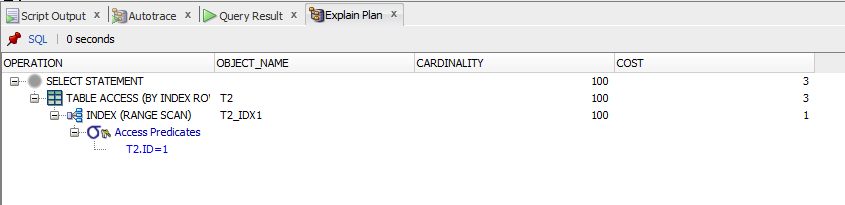 Script Output x Autotrace x Query Result x Explain Plan x
SQL | 0 seconds
OPERATION OBJECT_NAME CARDINALITY COST
SELECT STATEMENT 100 3
TABLE ACCESS (BY INDEX RO' T2 100 3
INDEX (RANGE SCAN) T2_IDX1 100 1
Access Predicates
T2.ID=1